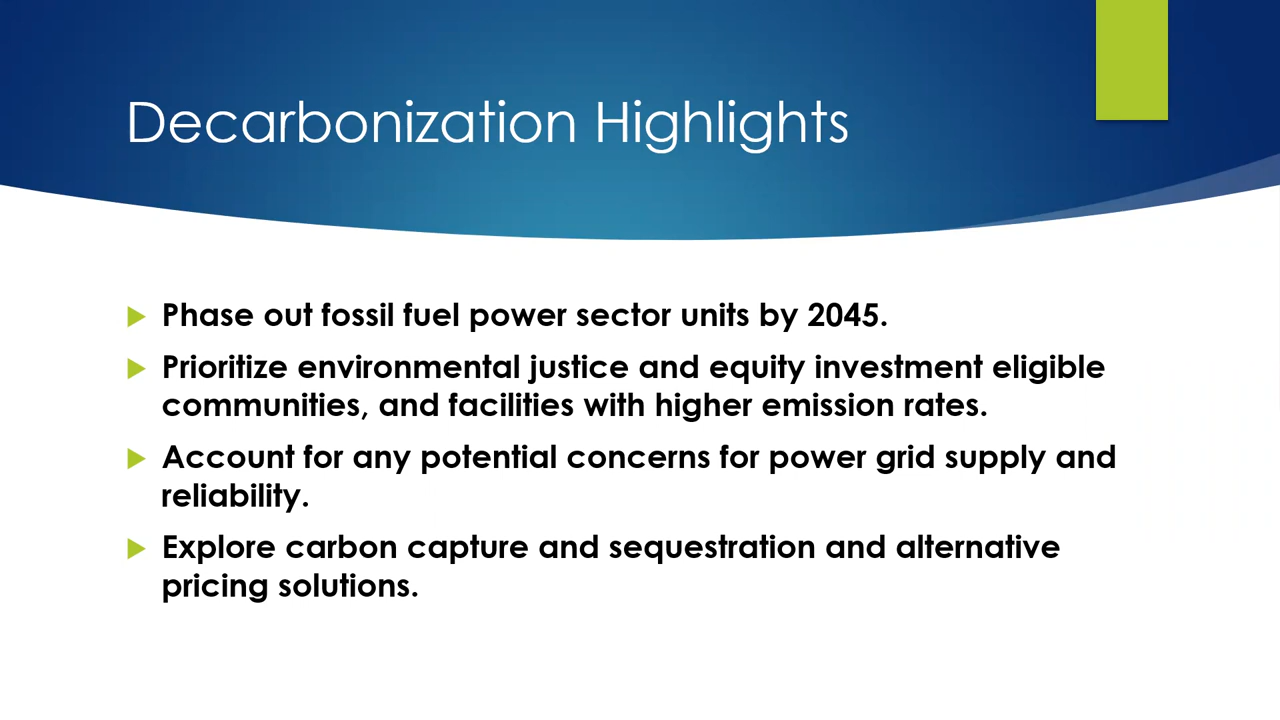 Decarbonization Highlights
Phase out fossil fuel power sector units by 2045.
Prioritize environmental justice and equity investment eligible
communities, and facilities with higher emission rates.
Account for any potential concerns for power grid supply and
reliability.
Explore carbon capture and sequestration and alternative
pricing solutions.